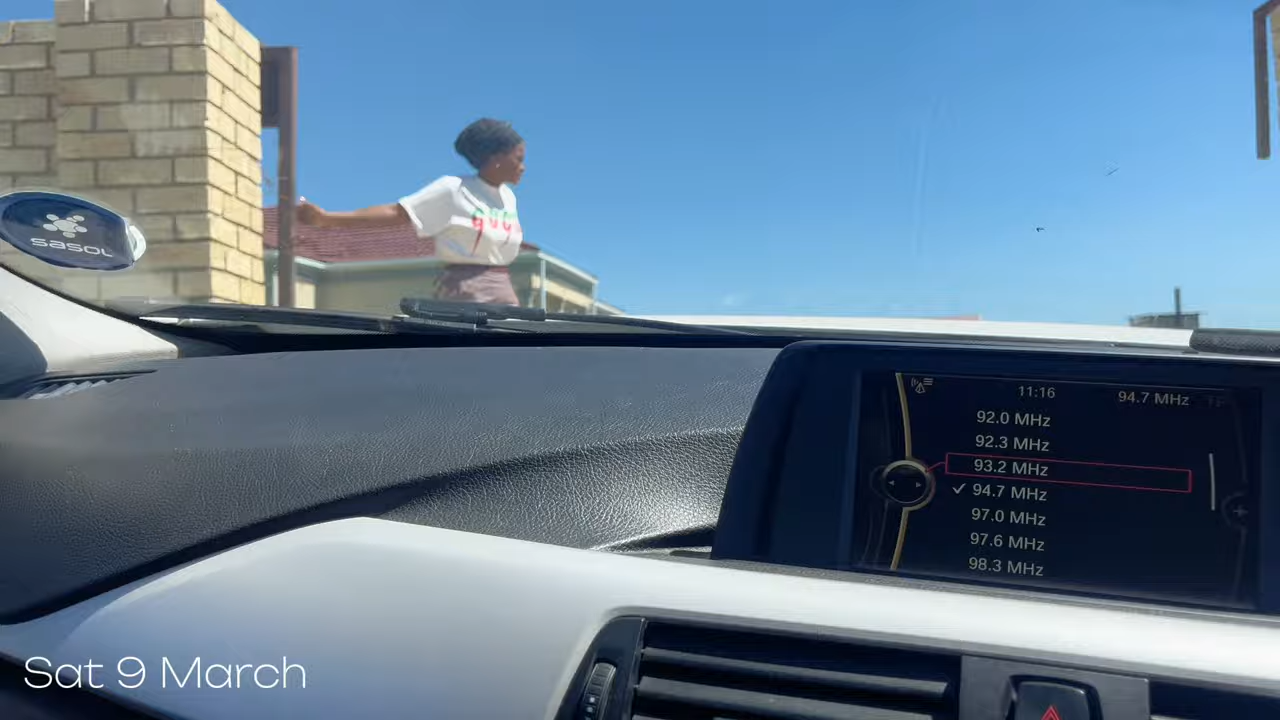 sasol
gucci
11:16
94.7 MHz
92.0 MHz
92.3 MHz
93.2 MHz
94.7 MHz
97.0 MHz
97.6 MHz
98.3 MHz
Sat 9 March